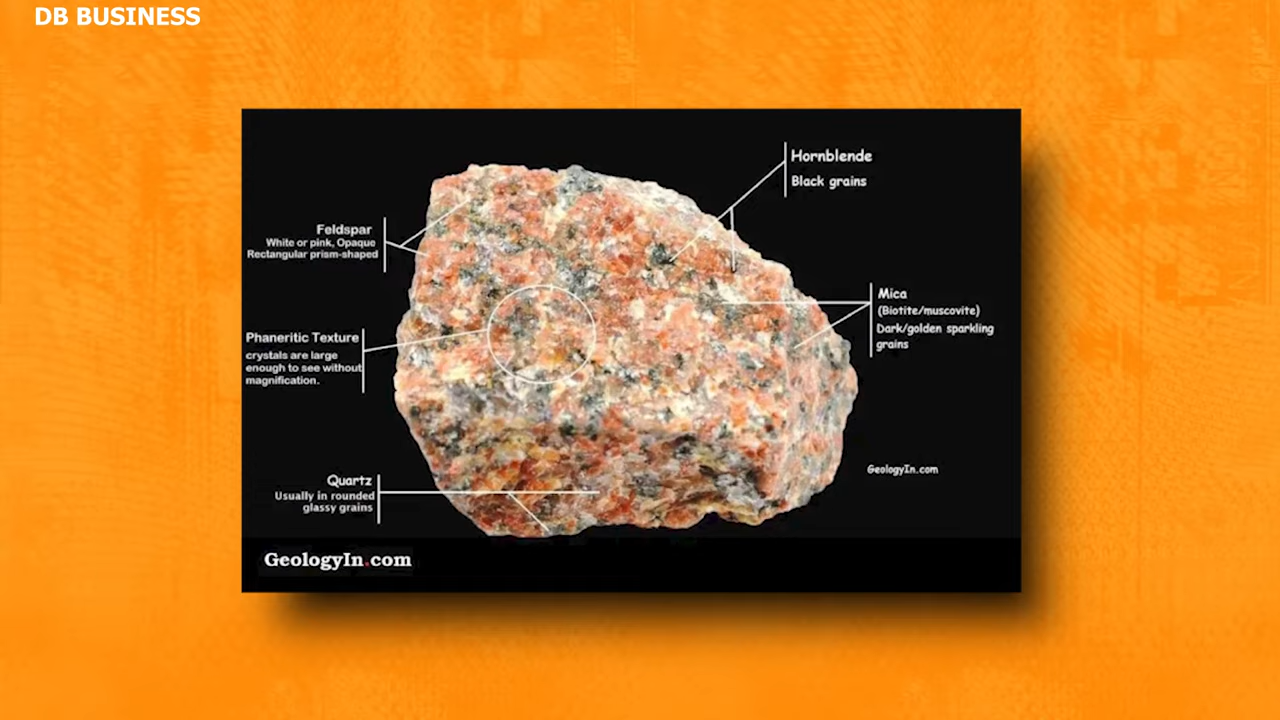 DB BUSINESS
Hornblende
Black grains
Feldspar
White or pink, Opaque
Rectangular prism-shaped
Mica
(Biotite/muscovite)
Dark/golden sparkling
grains
Phaneritic Texture
crystals are large
enough to see without
magnification.
Quartz
Usually in rounded
glassy grains
GeologyIn.com
GeologyIn.com